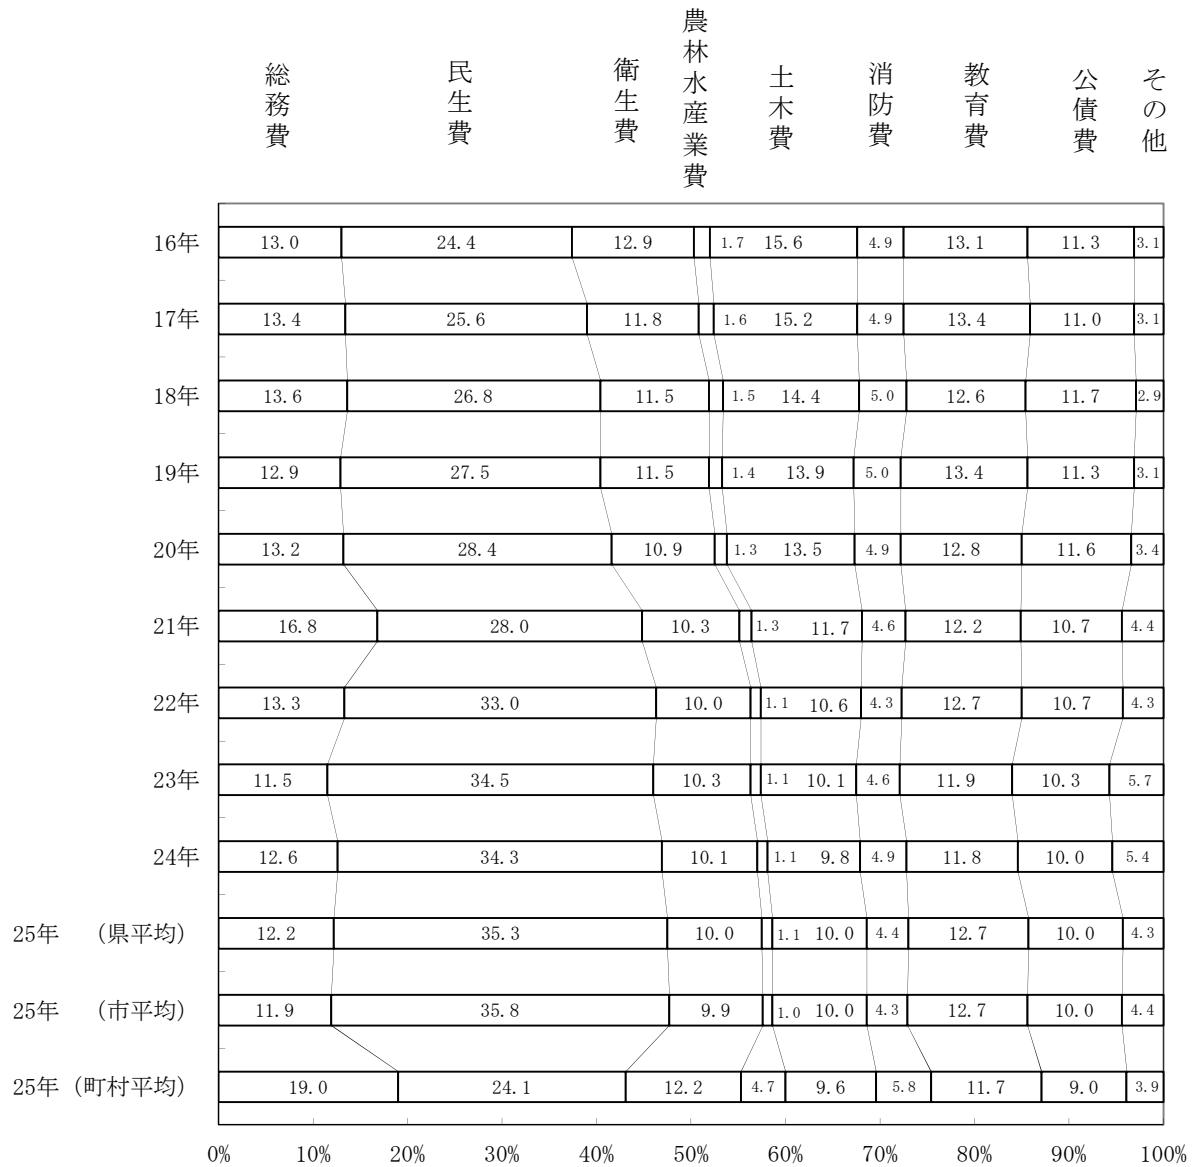 総務費 民生費 衛生費 農林水産業費 土木費 消防費 教育費 公債費 その他
16年 13.0 24.4 12.9 1.7 15.6 4.9 13.1 11.3 3.1
17年 13.4 25.6 11.8 1.6 15.2 4.9 13.4 11.0 3.1
18年 13.6 26.8 11.5 1.5 14.4 5.0 12.6 11.7 2.9
19年 12.9 27.5 11.5 1.4 13.9 5.0 13.4 11.3 3.1
20年 13.2 28.4 10.9 1.3 13.5 4.9 12.8 11.6 3.4
21年 16.8 28.0 10.3 1.3 11.7 4.6 12.2 10.7 4.4
22年 13.3 33.0 10.0 1.1 10.6 4.3 12.7 10.7 4.3
23年 11.5 34.5 10.3 1.1 10.1 4.6 11.9 10.3 5.7
24年 12.6 34.3 10.1 1.1 9.8 4.9 11.8 10.0 5.4
25年 (県平均) 12.2 35.3 10.0 1.1 10.0 4.4 12.7 10.0 4.3
25年 (市平均) 11.9 35.8 9.9 1.0 10.0 4.3 12.7 10.0 4.4
25年 (町村平均) 19.0 24.1 12.2 4.7 9.6 5.8 11.7 9.0 3.9
0% 10% 20% 30% 40% 50% 60% 70% 80% 90% 100%